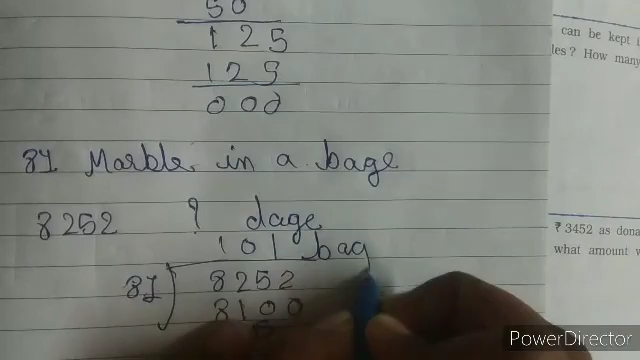 50
125
125
000
81 Marble in a bage
8252 ? dage
101 bag
81) 8252
8100
can be kept i
les? How many
₹ 3452 as dona
what amount w
PowerDirector